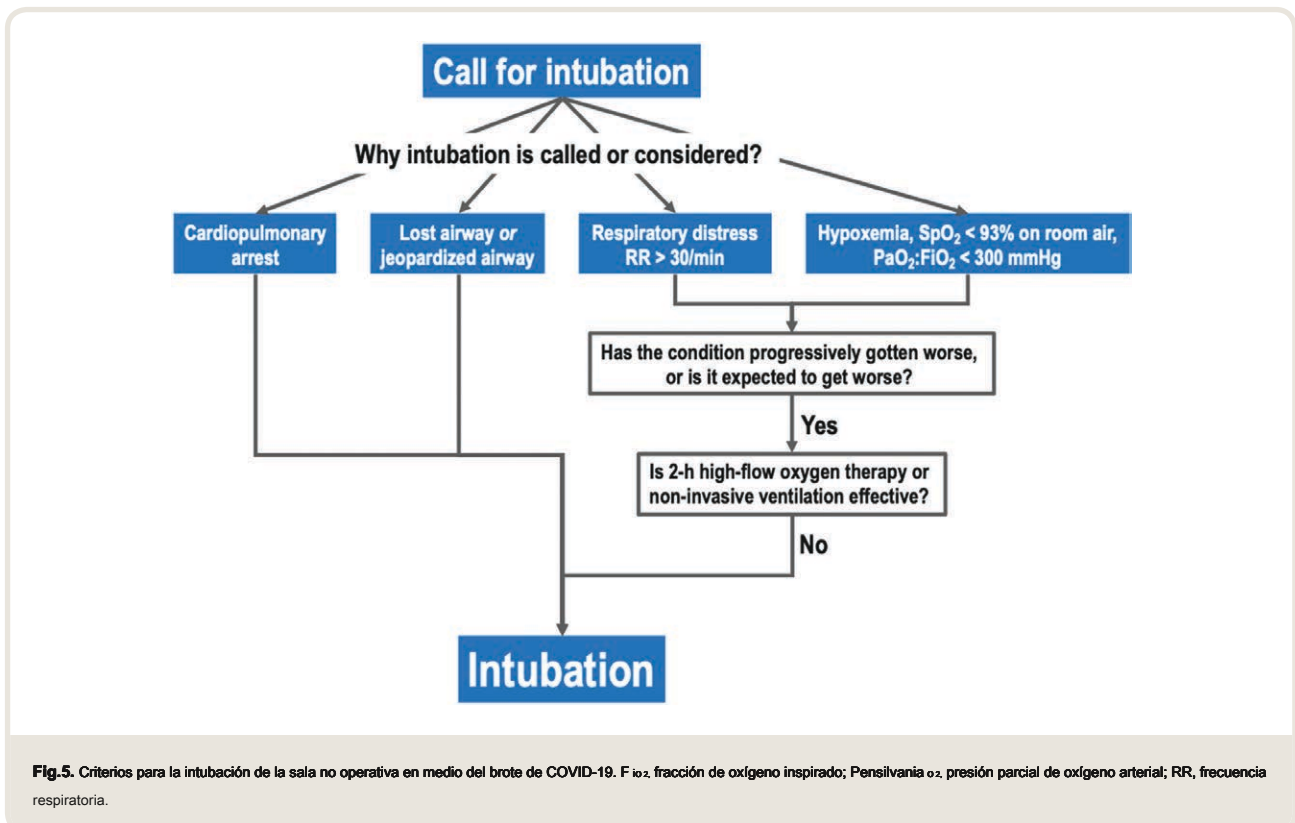 Call for intubation
Why intubation is called or considered?
Cardiopulmonary
arrest
Lost airway or
jeopardized airway
Respiratory distress
RR > 30/min
Hypoxemia, SpO₂ < 93% on room air,
PaO₂:FiO₂ < 300 mmHg
Has the condition progressively gotten worse,
or is it expected to get worse?
Yes
Is 2-h high-flow oxygen therapy or
non-invasive ventilation effective?
No
Intubation
Fig.5. Criterios para la intubación de la sala no operativa en medio del brote de COVID-19. F io 2, fracción de oxígeno inspirado; Pensilvania o 2, presión parcial de oxígeno arterial; RR, frecuencia
respiratoria.